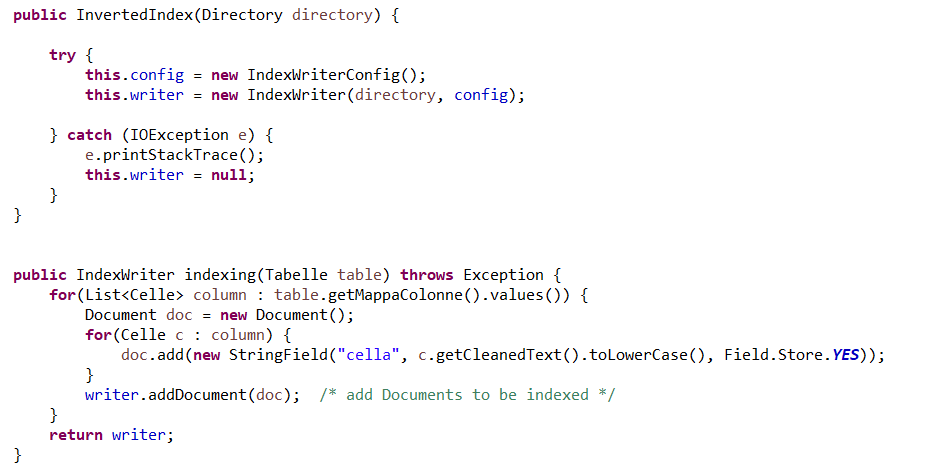 public InvertedIndex(Directory directory) {
try {
this.config = new IndexWriterConfig();
this.writer = new IndexWriter(directory, config);
} catch (IOException e) {
e.printStackTrace();
this.writer = null;
}
}
public IndexWriter indexing(Tabelle table) throws Exception {
for(List<Celle> column : table.getMappaColonne().values()) {
Document doc = new Document();
for(Celle c : column) {
doc.add(new StringField("cella", c.getCleanedText().toLowerCase(), Field.Store.YES));
}
writer.addDocument(doc);  /* add Documents to be indexed */
}
return writer;
}